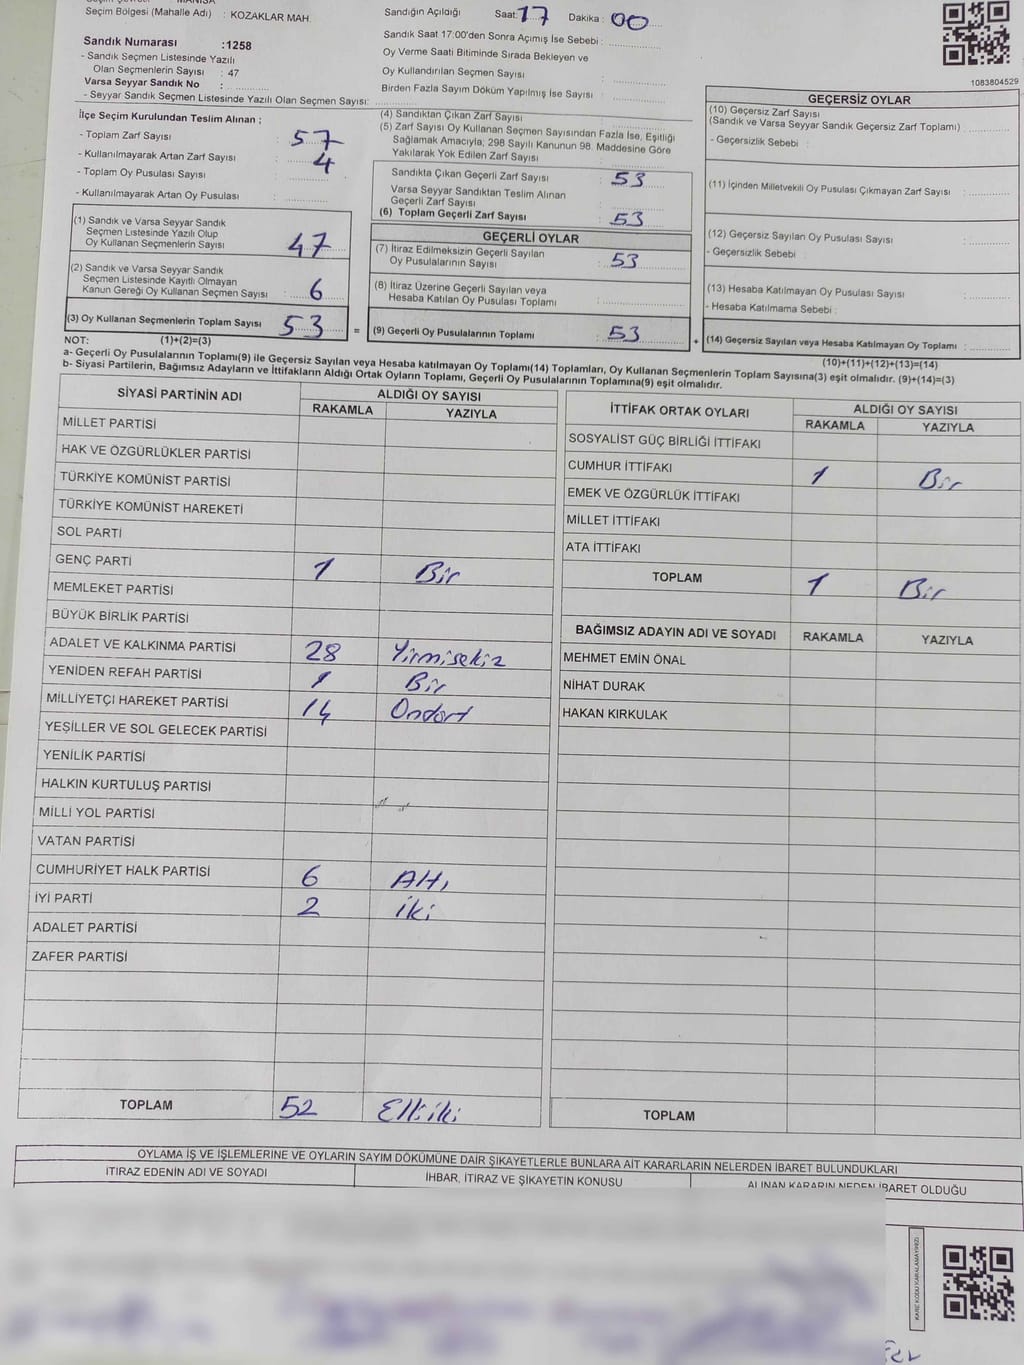 MANİSA
Seçim Bölgesi (Mahalle Adı) : KOZAKLAR MAH.
Sandık Numarası :1258
- Sandık Seçmen Listesinde Yazılı
Olan Seçmenlerin Sayısı : 47
Varsa Seyyar Sandık No :
- Seyyar Sandık Seçmen Listesinde Yazılı Olan Seçmen Sayısı:
Sandığın Açıldığı Saat: 17 Dakika : 00
Sandık Saat 17:00'den Sonra Açımış İse Sebebi :
Oy Verme Saati Bitiminde Sırada Bekleyen ve
Oy Kullandırılan Seçmen Sayısı :
Birden Fazla Sayım Döküm Yapılmış İse Sayısı :
1083804529
İlçe Seçim Kurulundan Teslim Alınan ;
- Toplam Zarf Sayısı : 57
- Kullanılmayarak Artan Zarf Sayısı : 4
- Toplam Oy Pusulası Sayısı :
- Kullanılmayarak Artan Oy Pusulası :
(1) Sandık ve Varsa Seyyar Sandık
Seçmen Listesinde Yazılı Olup
Oy Kullanan Seçmenlerin Sayısı : 47
(2) Sandık ve Varsa Seyyar Sandık
Seçmen Listesinde Kayıtlı Olmayan
Kanun Gereği Oy Kullanan Seçmen Sayısı : 6
(3) Oy Kullanan Seçmenlerin Toplam Sayısı : 53 =
(4) Sandıktan Çıkan Zarf Sayısı :
(5) Zarf Sayısı Oy Kullanan Seçmen Sayısından Fazla İse, Eşitliği
Sağlamak Amacıyla; 298 Sayılı Kanunun 98. Maddesine Göre
Yakılarak Yok Edilen Zarf Sayısı :
Sandıkta Çıkan Geçerli Zarf Sayısı : 53
Varsa Seyyar Sandıktan Teslim Alınan
Geçerli Zarf Sayısı :
(6) Toplam Geçerli Zarf Sayısı : 53
GEÇERLİ OYLAR
(7) İtiraz Edilmeksizin Geçerli Sayılan
Oy Pusulalarının Sayısı : 53
(8) İtiraz Üzerine Geçerli Sayılan veya
Hesaba Katılan Oy Pusulası Toplamı :
(9) Geçerli Oy Pusulalarının Toplamı : 53 +
GEÇERSİZ OYLAR
(10) Geçersiz Zarf Sayısı
(Sandık ve Varsa Seyyar Sandık Geçersiz Zarf Toplamı) :
- Geçersizlik Sebebi :
(11) İçinden Milletvekili Oy Pusulası Çıkmayan Zarf Sayısı :
(12) Geçersiz Sayılan Oy Pusulası Sayısı :
- Geçersizlik Sebebi :
(13) Hesaba Katılmayan Oy Pusulası Sayısı :
- Hesaba Katılmama Sebebi :
(14) Geçersiz Sayılan veya Hesaba Katılmayan Oy Toplamı :
NOT: (1)+(2)=(3)
(10)+(11)+(12)+(13)=(14)
a- Geçerli Oy Pusulalarının Toplamı(9) ile Geçersiz Sayılan veya Hesaba katılmayan Oy Toplamı(14) Toplamları, Oy Kullanan Seçmenlerin Toplam Sayısına(3) eşit olmalıdır. (9)+(14)=(3)
b- Siyasi Partilerin, Bağımsız Adayların ve İttifakların Aldığı Ortak Oyların Toplamı, Geçerli Oy Pusulalarının Toplamına(9) eşit olmalıdır.
SİYASİ PARTİNİN ADI ALDIĞI OY SAYISI
RAKAMLA YAZIYLA
MİLLET PARTİSİ
HAK VE ÖZGÜRLÜKLER PARTİSİ
TÜRKİYE KOMÜNİST PARTİSİ
TÜRKİYE KOMÜNİST HAREKETİ
SOL PARTİ
GENÇ PARTİ 1 Bir
MEMLEKET PARTİSİ
BÜYÜK BİRLİK PARTİSİ
ADALET VE KALKINMA PARTİSİ 28 Yirmisekiz
YENİDEN REFAH PARTİSİ 1 Bir
MİLLİYETÇİ HAREKET PARTİSİ 14 Ondört
YEŞİLLER VE SOL GELECEK PARTİSİ
YENİLİK PARTİSİ
HALKIN KURTULUŞ PARTİSİ
MİLLİ YOL PARTİSİ
VATAN PARTİSİ
CUMHURİYET HALK PARTİSİ 6 Altı
İYİ PARTİ 2 İki
ADALET PARTİSİ
ZAFER PARTİSİ
TOPLAM 52 Elliiki
İTTİFAK ORTAK OYLARI ALDIĞI OY SAYISI
RAKAMLA YAZIYLA
SOSYALİST GÜÇ BİRLİĞİ İTTİFAKI
CUMHUR İTTİFAKI 1 Bir
EMEK VE ÖZGÜRLÜK İTTİFAKI
MİLLET İTTİFAKI
ATA İTTİFAKI
TOPLAM 1 Bir
BAĞIMSIZ ADAYIN ADI VE SOYADI RAKAMLA YAZIYLA
MEHMET EMİN ÖNAL
NİHAT DURAK
HAKAN KIRKULAK
TOPLAM
OYLAMA İŞ VE İŞLEMLERİNE VE OYLARIN SAYIM DÖKÜMÜNE DAİR ŞİKAYETLERLE BUNLARA AİT KARARLARIN NELERDEN İBARET BULUNDUKLARI
İTİRAZ EDENİN ADI VE SOYADI İHBAR, İTİRAZ VE ŞİKAYETİN KONUSU ALINAN KARARIN NEDEN İBARET OLDUĞU
KARE KODU KARALAMAYINIZ!